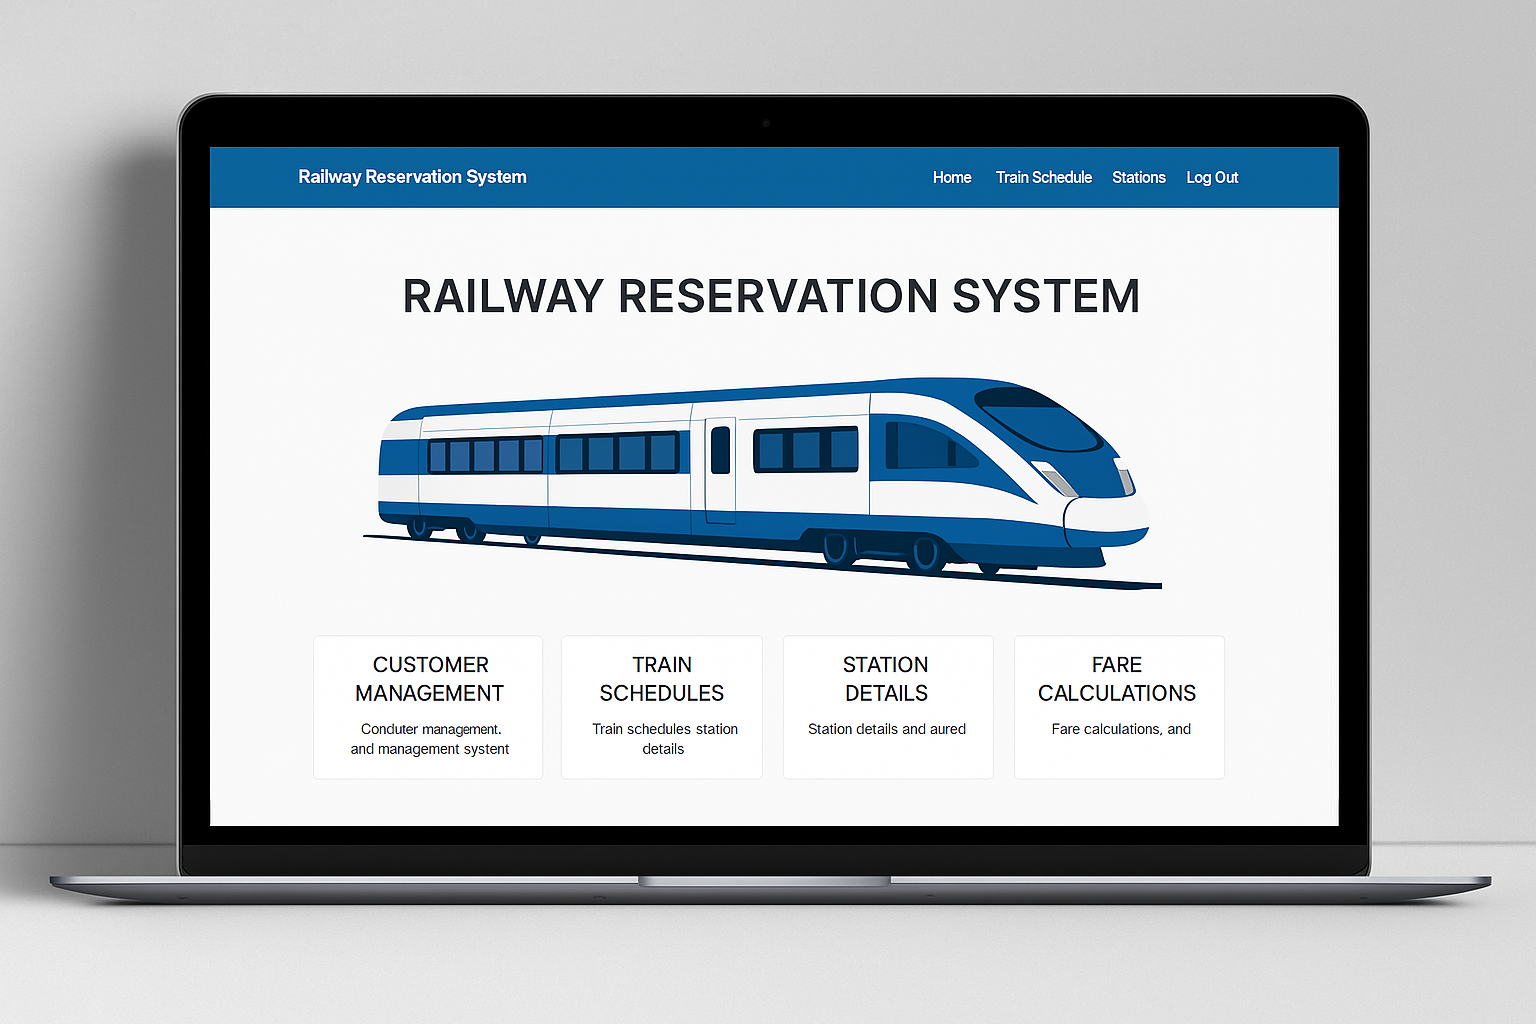 Railway Reservation System
Home Train Schedule Stations Log Out
RAILWAY RESERVATION SYSTEM
CUSTOMER
MANAGEMENT
Conduter management.
and management systent
TRAIN
SCHEDULES
Train schedules station
details
STATION
DETAILS
Station details and aured
FARE
CALCULATIONS
Fare calculations, and